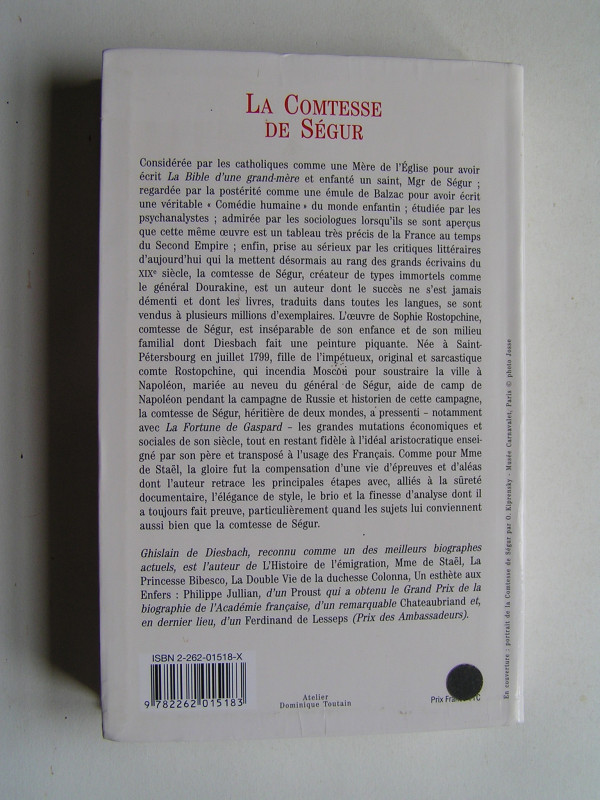 LA COMTESSE
DE SÉGUR
Considérée par les catholiques comme une Mère de l'Église pour avoir
écrit La Bible d'une grand-mère et enfanté un saint, Mgr de Ségur ;
regardée par la postérité comme une émule de Balzac pour avoir écrit
une véritable « Comédie humaine » du monde enfantin ; étudiée par les
psychanalystes ; admirée par les sociologues lorsqu'ils se sont aperçus
que cette même œuvre est un tableau très précis de la France au temps
du Second Empire ; enfin, prise au sérieux par les critiques littéraires
d'aujourd'hui qui la mettent désormais au rang des grands écrivains du
XIXe siècle, la comtesse de Ségur, créateur de types immortels comme
le général Dourakine, est un auteur dont le succès ne s'est jamais
démenti et dont les livres, traduits dans toutes les langues, se sont
vendus à plusieurs millions d'exemplaires. L'œuvre de Sophie Rostopchine,
comtesse de Ségur, est inséparable de son enfance et de son milieu
familial dont Diesbach fait une peinture piquante. Née à Saint-
Pétersbourg en juillet 1799, fille de l'impétueux, original et sarcastique
comte Rostopchine, qui incendia Moscou pour soustraire la ville à
Napoléon, mariée au neveu du général de Ségur, aide de camp de
Napoléon pendant la campagne de Russie et historien de cette campagne,
la comtesse de Ségur, héritière de deux mondes, a pressenti – notamment
avec La Fortune de Gaspard – les grandes mutations économiques et
sociales de son siècle, tout en restant fidèle à l'idéal aristocratique ensei-
gné par son père et transposé à l'usage des Français. Comme pour Mme
de Staël, la gloire fut la compensation d'une vie d'épreuves et d'aléas
dont l'auteur retrace les principales étapes avec, alliés à la sûreté
documentaire, l'élégance de style, le brio et la finesse d'analyse dont il
a toujours fait preuve, particulièrement quand les sujets lui conviennent
aussi bien que la comtesse de Ségur.
Ghislain de Diesbach, reconnu comme un des meilleurs biographes
actuels, est l'auteur de L'Histoire de l'émigration, Mme de Staël, La
Princesse Bibesco, La Double Vie de la duchesse Colonna, Un esthète aux
Enfers : Philippe Jullian, d'un Proust qui a obtenu le Grand Prix de la
biographie de l'Académie française, d'un remarquable Chateaubriand et,
en dernier lieu, d'un Ferdinand de Lesseps (Prix des Ambassadeurs).
ISBN 2-262-01518-X
9 782262 015183
Atelier
Dominique Toutain
Prix
En couverture : portrait de la Comtesse de Ségur par O. Kiprensky - Musée Carnavalet, Paris © photo Josse